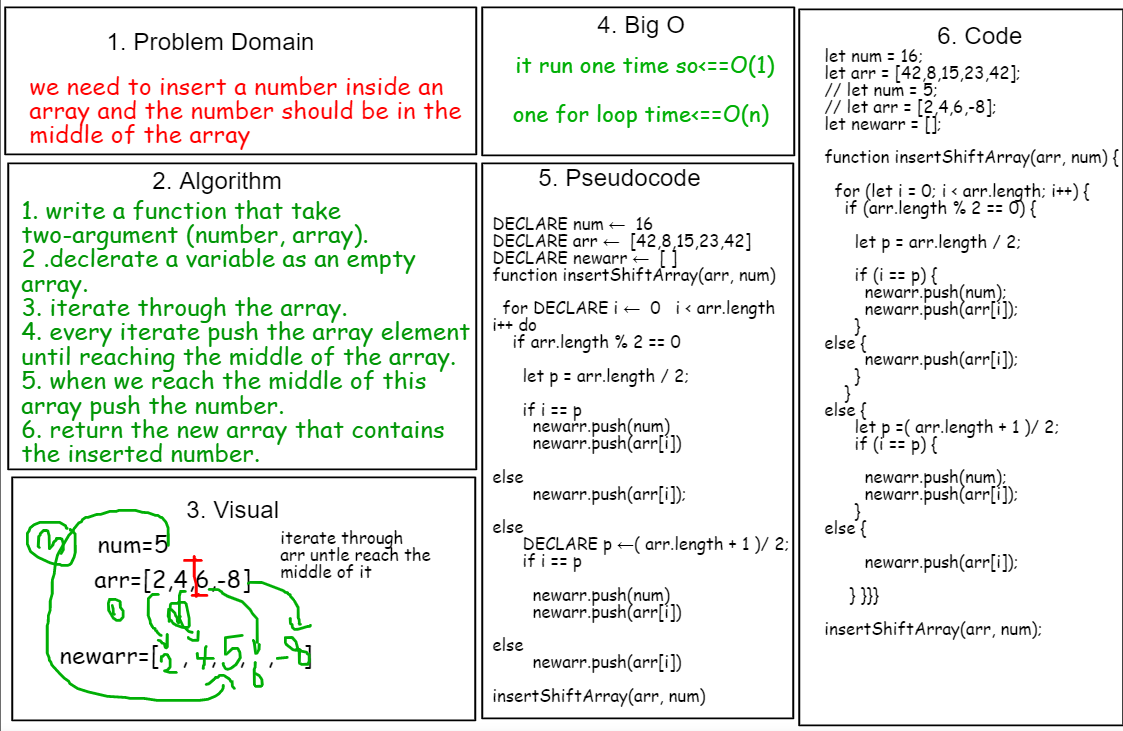 1. Problem Domain
we need to insert a number inside an
array and the number should be in the
middle of the array
2. Algorithm
1. write a function that take
two-argument (number, array).
2 .declerate a variable as an empty
array.
3. iterate through the array.
4. every iterate push the array element
until reaching the middle of the array.
5. when we reach the middle of this
array push the number.
6. return the new array that contains
the inserted number.
3. Visual
num=5
arr=[2,4,6,-8]
iterate through
arr untle reach the
middle of it
newarr=[2,4,5,6,-8]
4. Big O
it run one time so<==O(1)
one for loop time<==O(n)
5. Pseudocode
DECLARE num ← 16
DECLARE arr ← [42,8,15,23,42]
DECLARE newarr ← [ ]
function insertShiftArray(arr, num)
for DECLARE i ← 0 i < arr.length
i++ do
if arr.length % 2 == 0
let p = arr.length / 2;
if i == p
newarr.push(num)
newarr.push(arr[i])
else
newarr.push(arr[i]);
else
DECLARE p ←( arr.length + 1 )/ 2;
if i == p
newarr.push(num)
newarr.push(arr[i])
else
newarr.push(arr[i])
insertShiftArray(arr, num)
6. Code
let num = 16;
let arr = [42,8,15,23,42];
// let num = 5;
// let arr = [2,4,6,-8];
let newarr = [];
function insertShiftArray(arr, num) {
for (let i = 0; i < arr.length; i++) {
if (arr.length % 2 == 0) {
let p = arr.length / 2;
if (i == p) {
newarr.push(num);
newarr.push(arr[i]);
}
else {
newarr.push(arr[i]);
}
}
else {
let p =( arr.length + 1 )/ 2;
if (i == p) {
newarr.push(num);
newarr.push(arr[i]);
}
else {
newarr.push(arr[i]);
} }}}
insertShiftArray(arr, num);